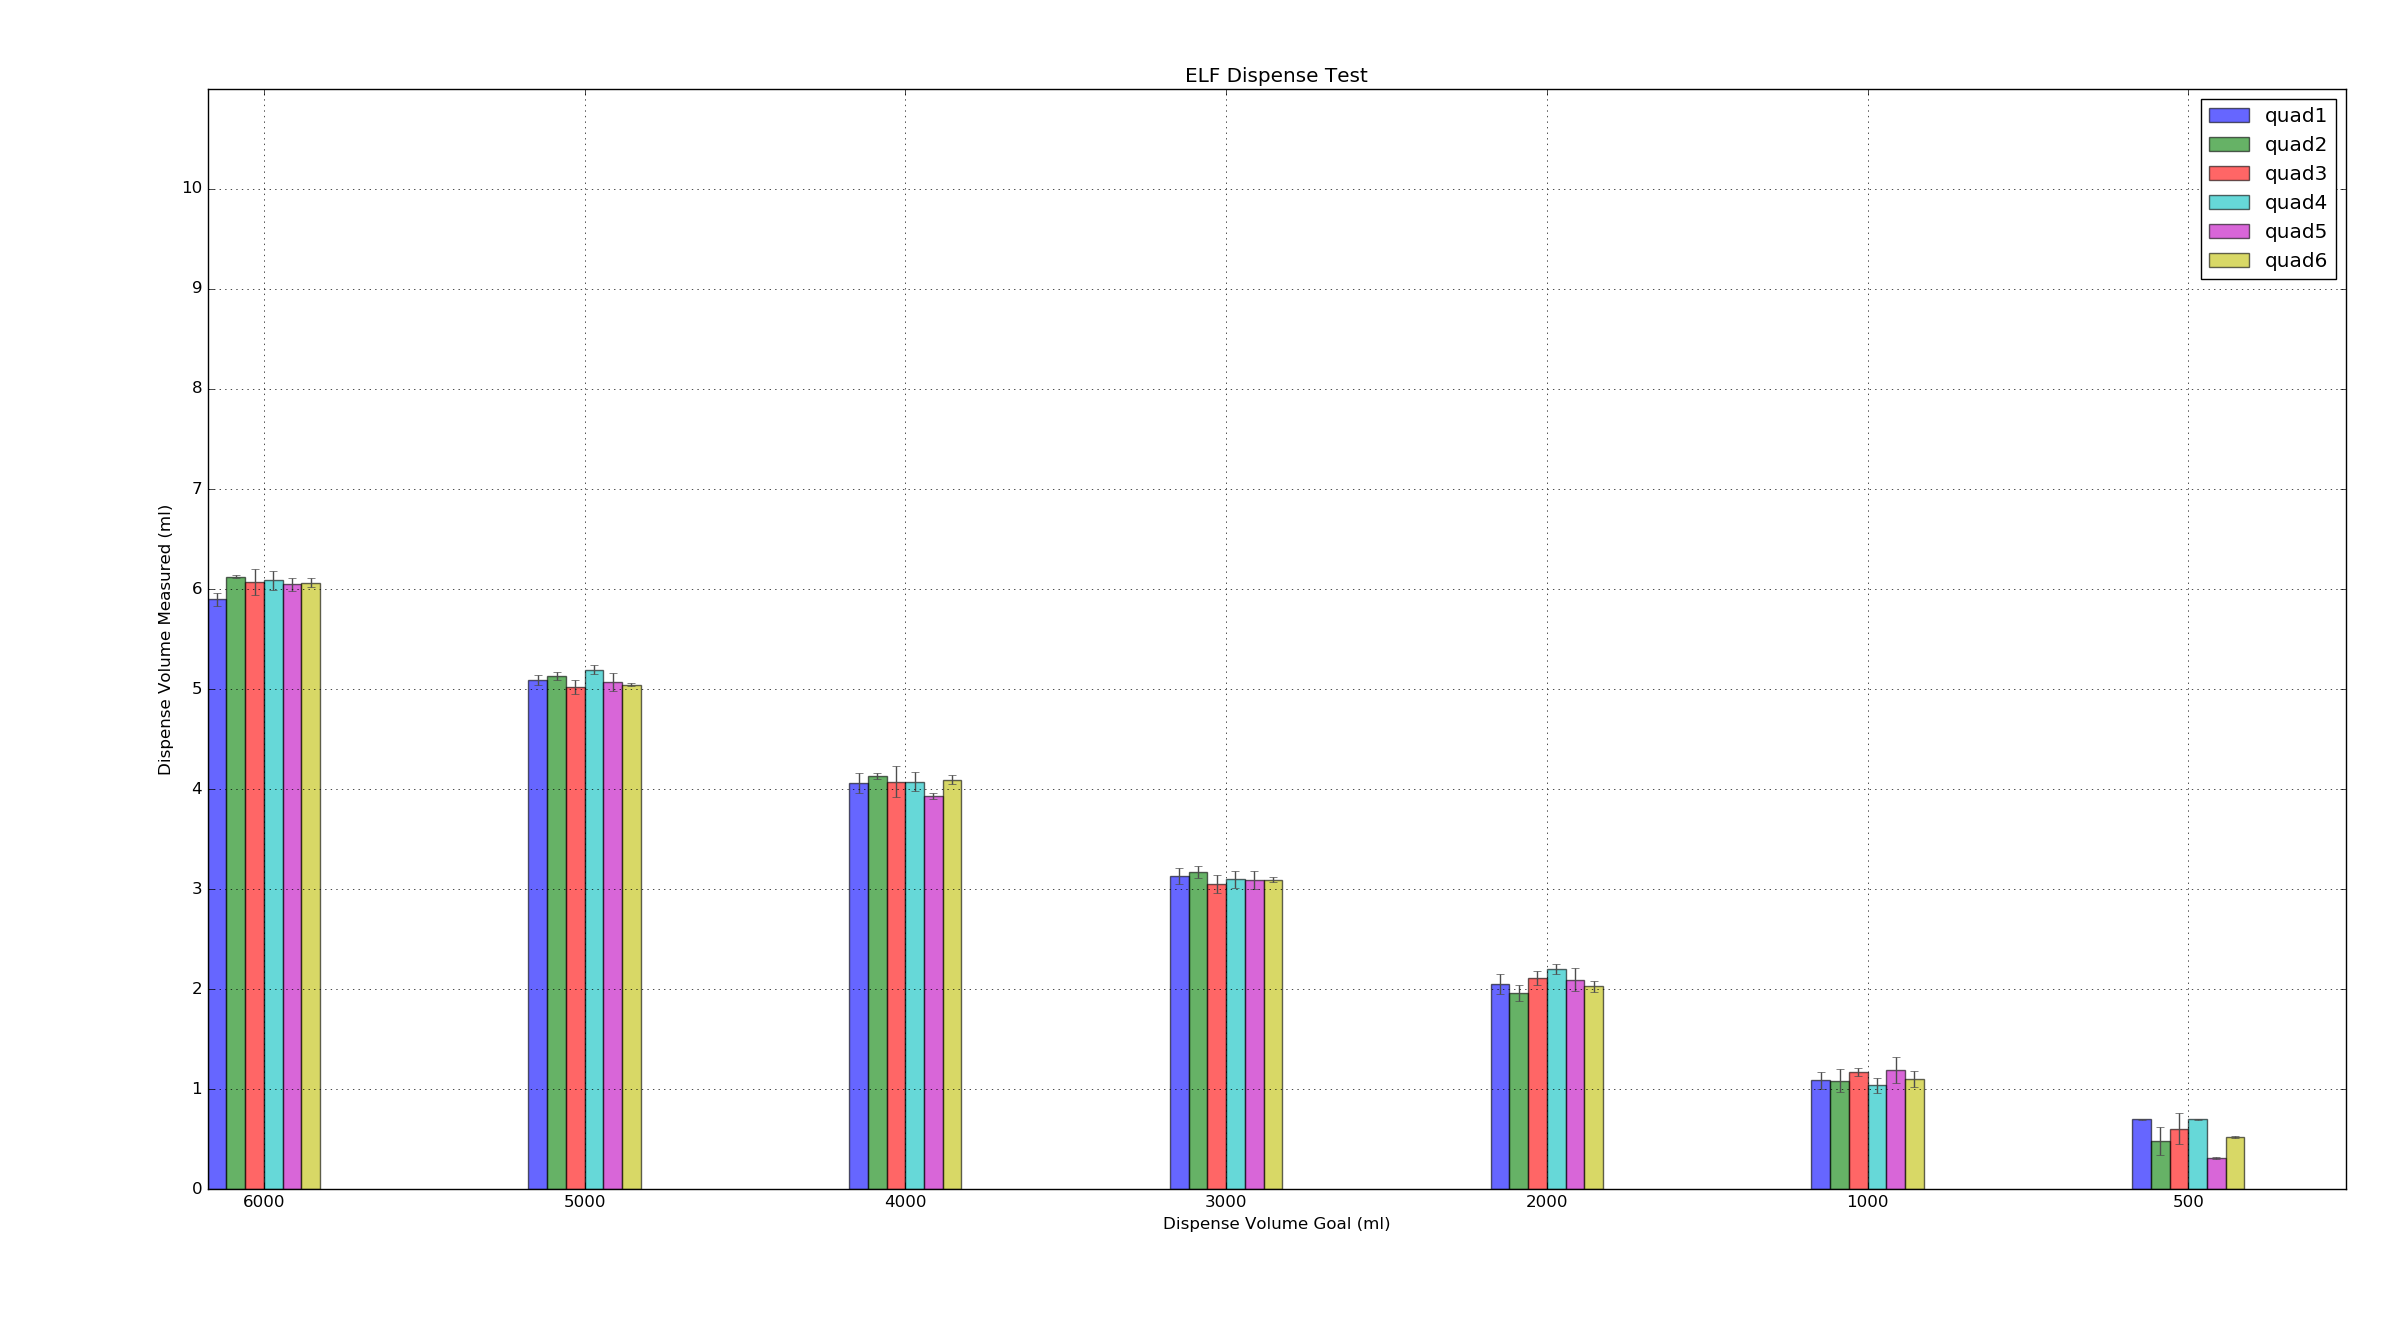 ELF Dispense Test
quad1
quad2
quad3
quad4
quad5
quad6
10
9
8
7
6
5
4
3
2
1
0
Dispense Volume Measured (ml)
6000 5000 4000 3000 2000 1000 500
Dispense Volume Goal (ml)